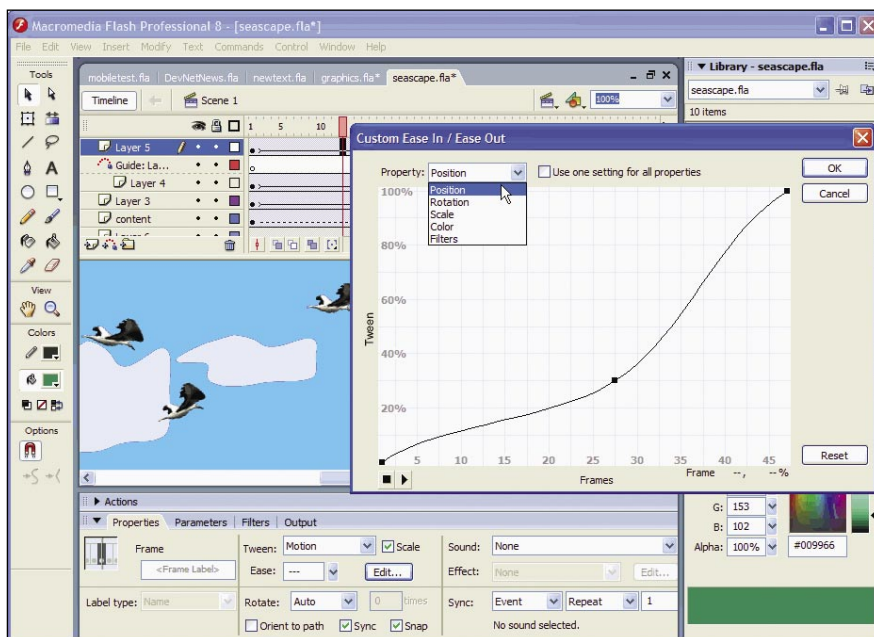 Macromedia Flash Professional 8 - [seascape.fla*]
File Edit View Insert Modify Text Commands Control Window Help
Tools
View
Colors
Options
mobiletest.fla DevNetNews.fla newtext.fla graphics.fla* seascape.fla*
Timeline
Scene 1
100%
1 5 10
Layer 5
Guide: La...
Layer 4
Layer 3
content
Library - seascape.fla
seascape.fla
10 items
Custom Ease In / Ease Out
Property: Position
Use one setting for all properties
Position
Rotation
Scale
Color
Filters
OK
Cancel
Reset
100%
80%
60%
40%
20%
Tween
5 10 15 20 25 30 35 40 45
Frames
Frame --, -- %
Actions
Properties Parameters Filters Output
Frame
<Frame Label>
Label type: Name
Tween: Motion
Scale
Ease: ---
Edit...
Rotate: Auto
0 times
Orient to path
Sync
Snap
Sound: None
Effect: None
Edit...
Sync: Event Repeat 1
No sound selected.
G: 153
B: 102
Alpha: 100%
#009966